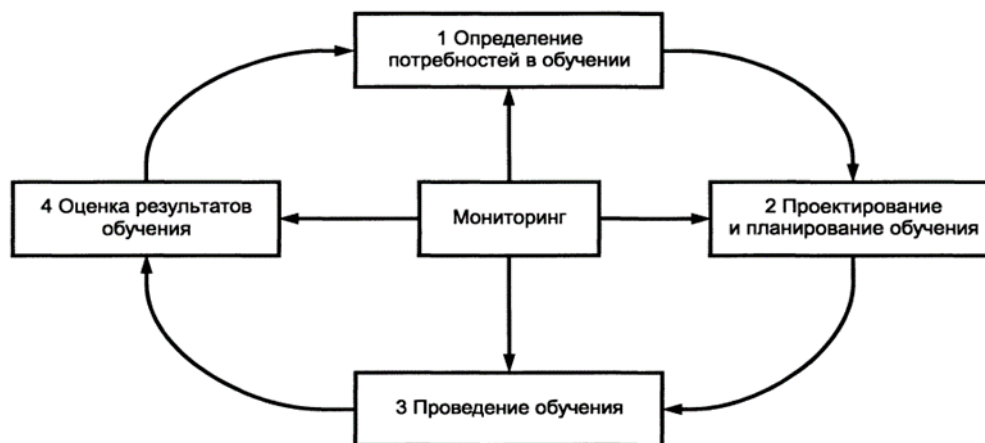 1 Определение
потребностей в обучении
4 Оценка результатов
обучения
Мониторинг
2 Проектирование
и планирование обучения
3 Проведение обучения